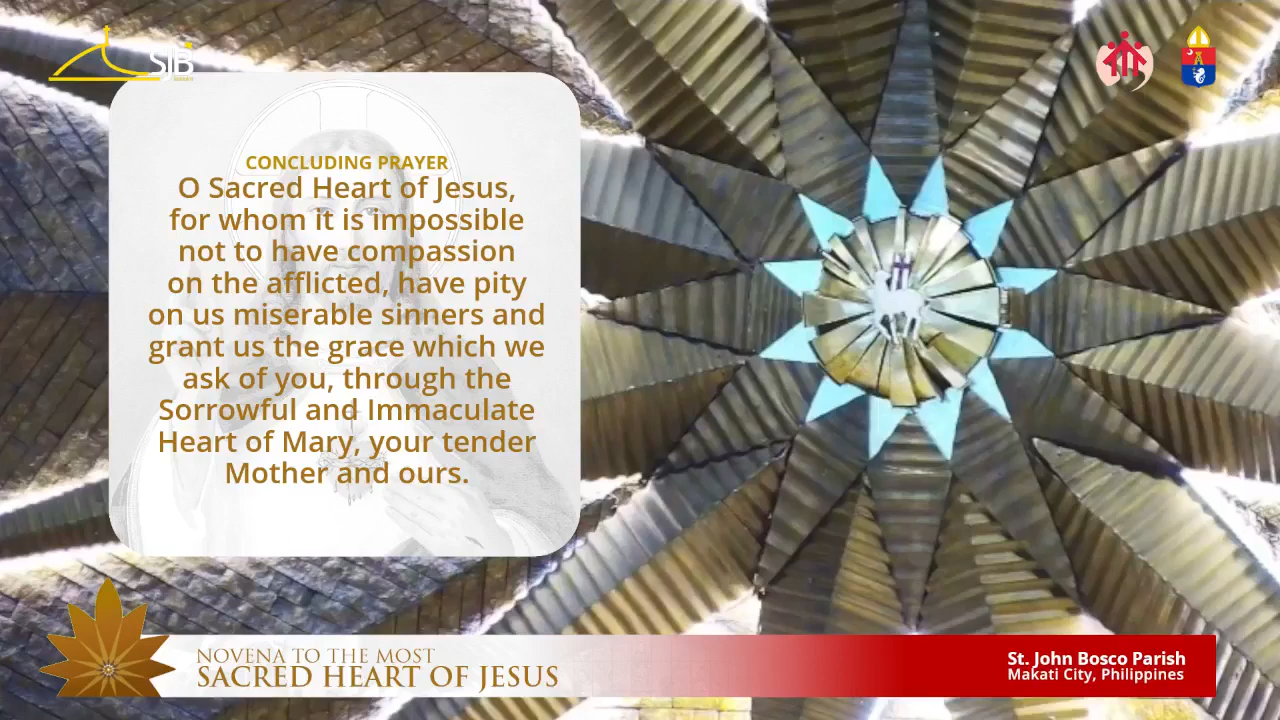 SJB
CONCLUDING PRAYER
O Sacred Heart of Jesus,
for whom it is impossible
not to have compassion
on the afflicted, have pity
on us miserable sinners and
grant us the grace which we
ask of you, through the
Sorrowful and Immaculate
Heart of Mary, your tender
Mother and ours.
NOVENA TO THE MOST
SACRED HEART OF JESUS
St. John Bosco Parish
Makati City, Philippines